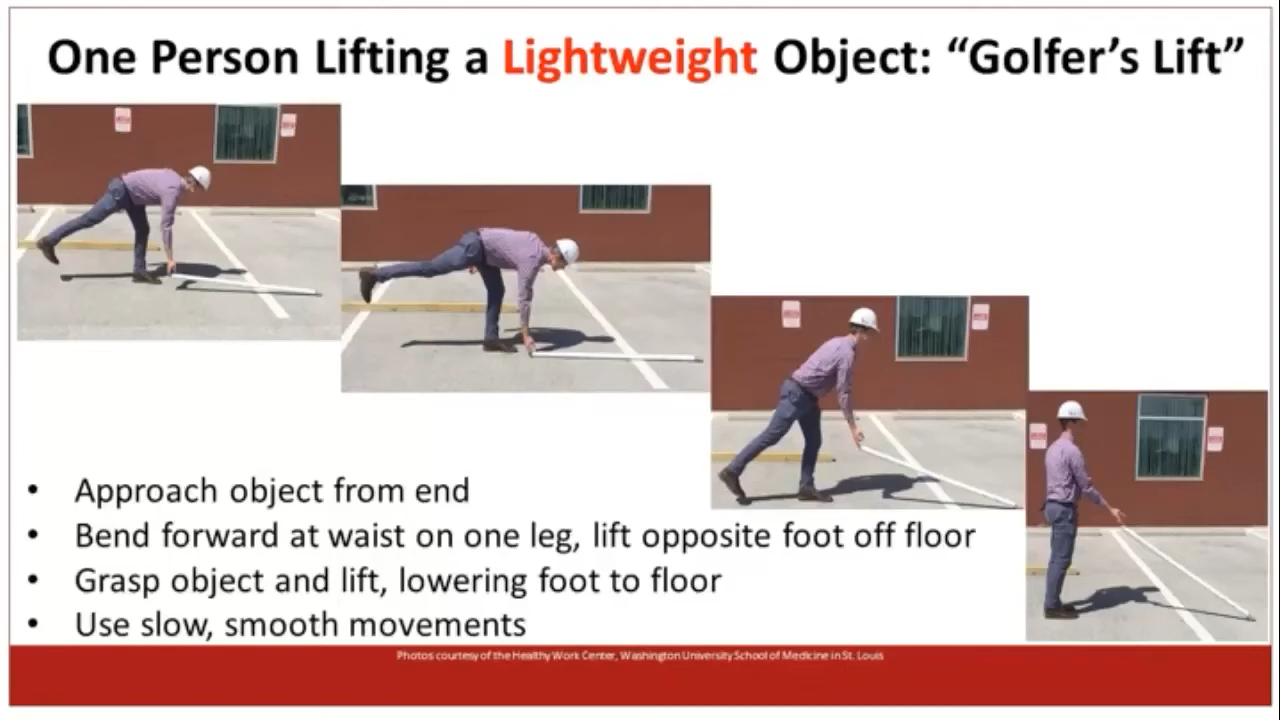 One Person Lifting a Lightweight Object: “Golfer’s Lift”
• Approach object from end
• Bend forward at waist on one leg, lift opposite foot off floor
• Grasp object and lift, lowering foot to floor
• Use slow, smooth movements
Photos courtesy of the Healthy Work Center, Washington University School of Medicine in St. Louis